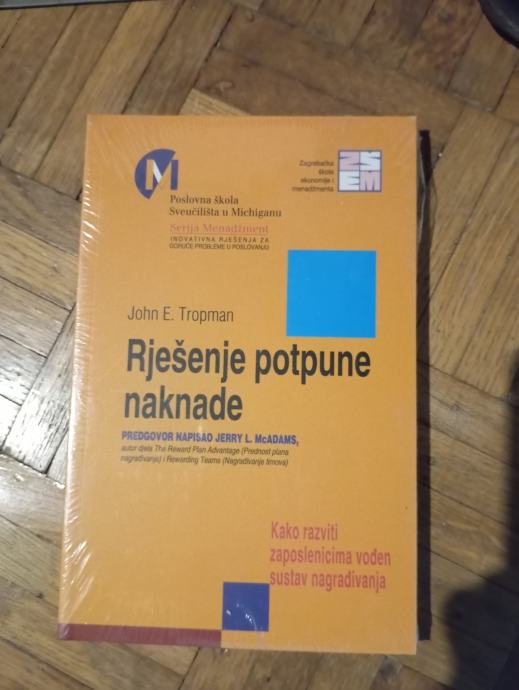 M
Poslovna škola
Sveučilišta u Michiganu
Serija Menadžment
INOVATIVNA RJEŠENJA ZA
GORUĆE PROBLEME U POSLOVANJU
Zagrebačka
škola
ekonomije i
menadžmenta
ZS
EM
John E. Tropman
Rješenje potpune
naknade
PREDGOVOR NAPISAO JERRY L. McADAMS,
autor djela The Reward Plan Advantage (Prednost plana
nagrađivanja) i Rewarding Teams (Nagrađivanje timova)
Kako razviti
zaposlenicima vođen
sustav nagrađivanja